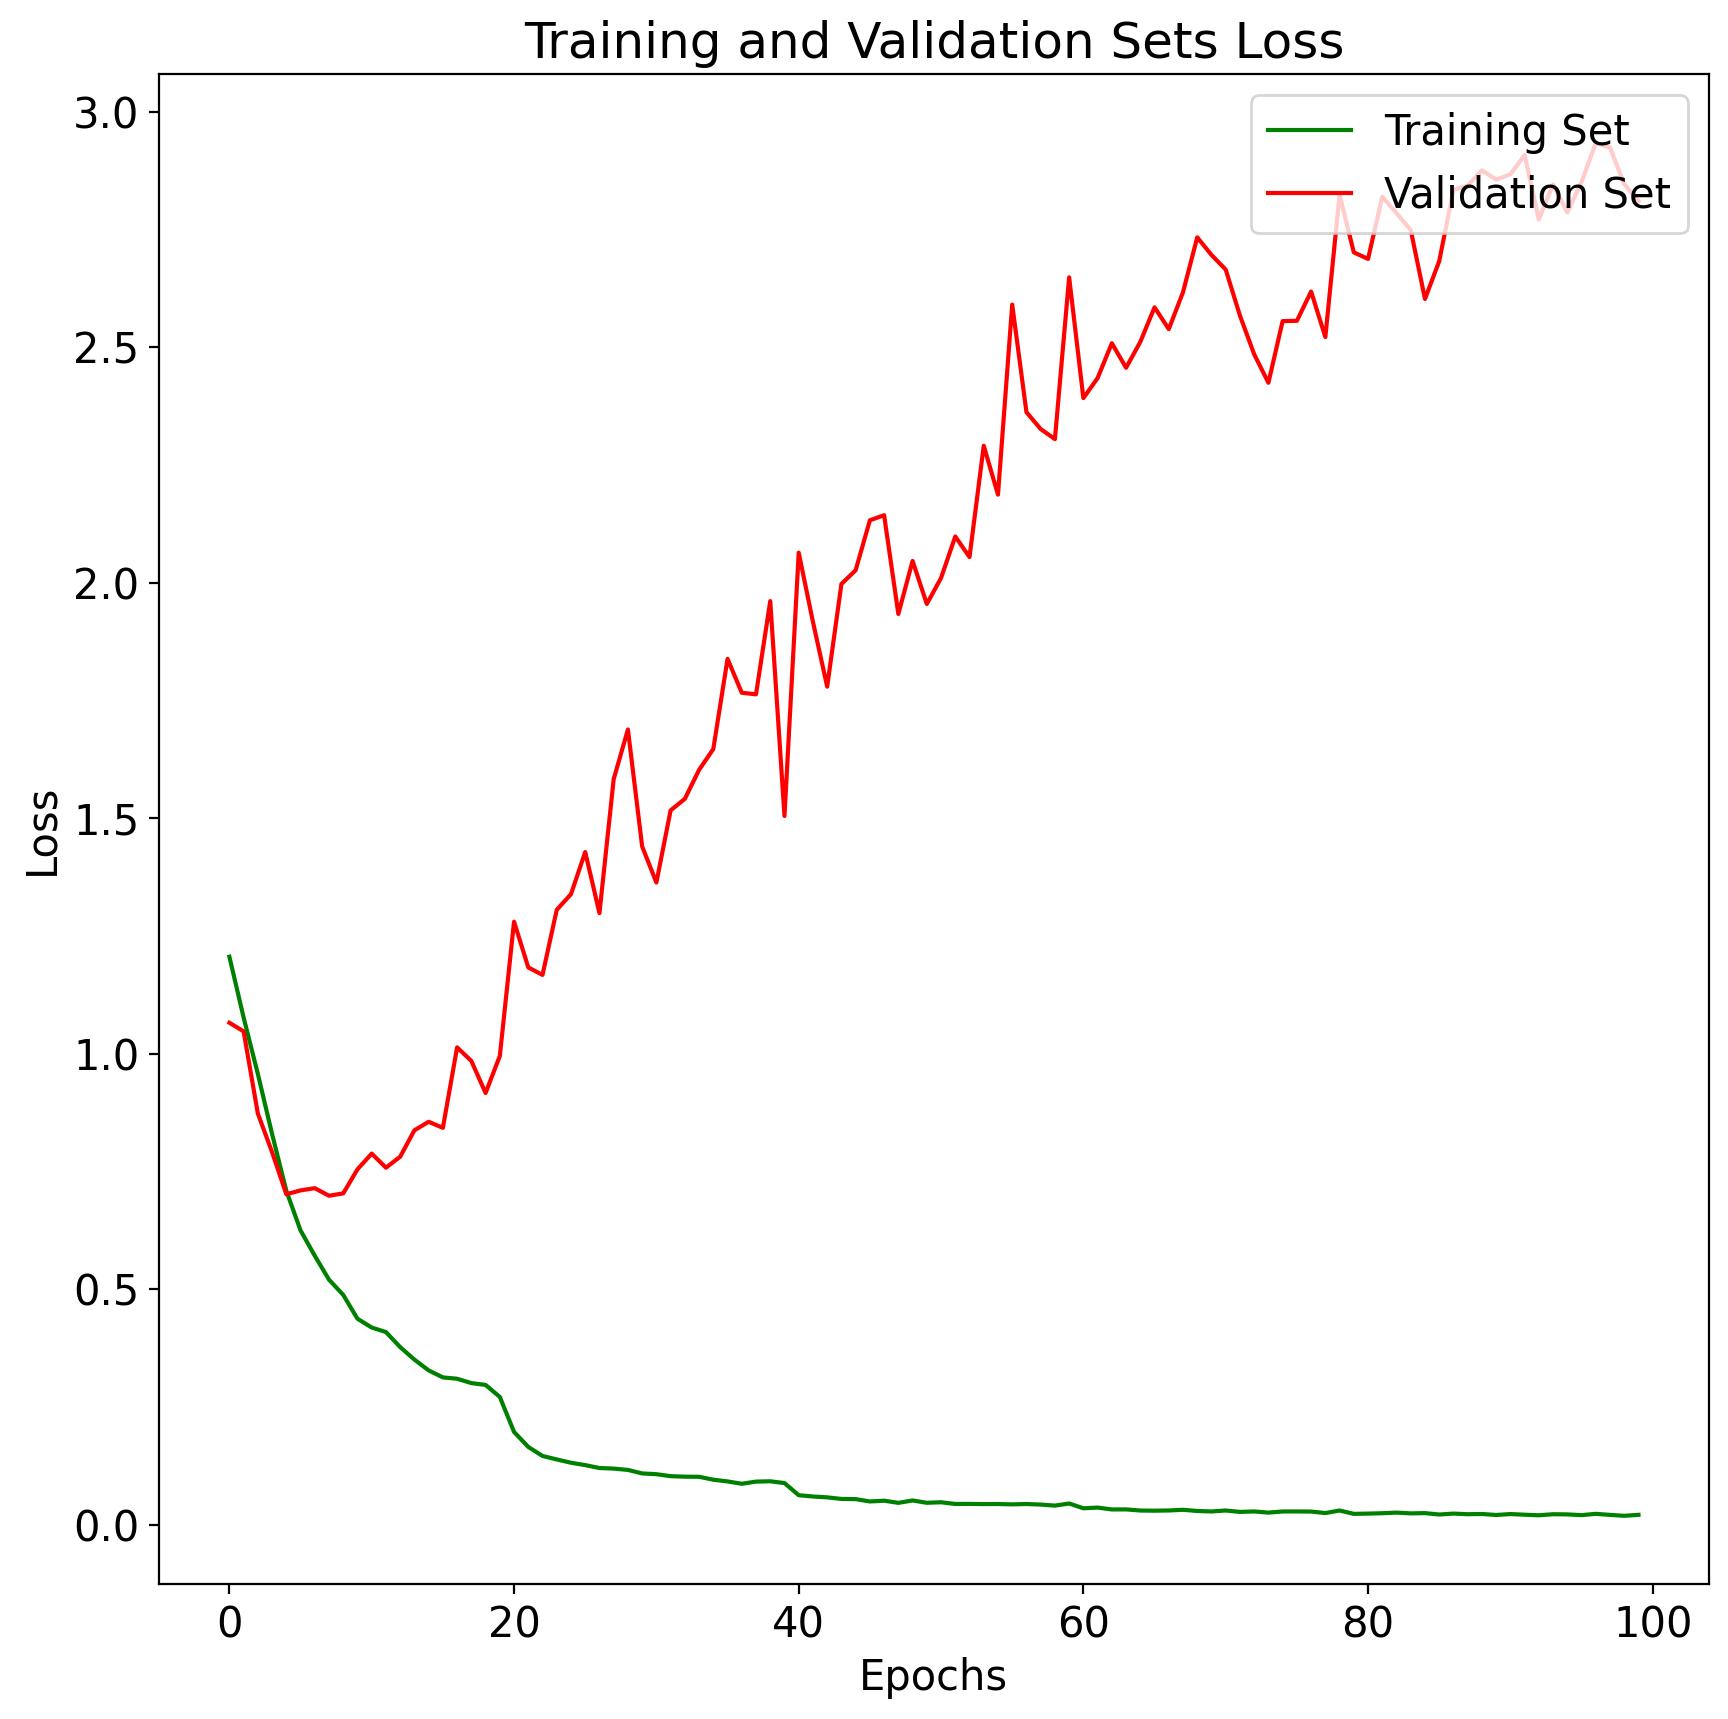 Training and Validation Sets Loss
Training Set
Validation Set
3.0
2.5
2.0
1.5
1.0
0.5
0.0
Loss
0 20 40 60 80 100
Epochs